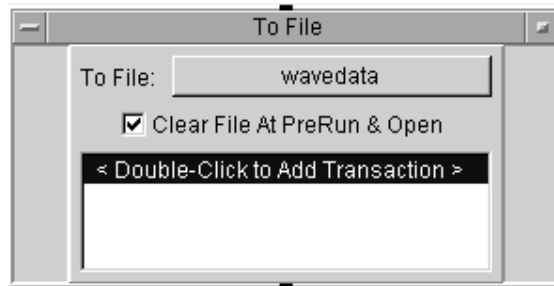 To File
To File: wavedata
Clear File At PreRun & Open
< Double-Click to Add Transaction >